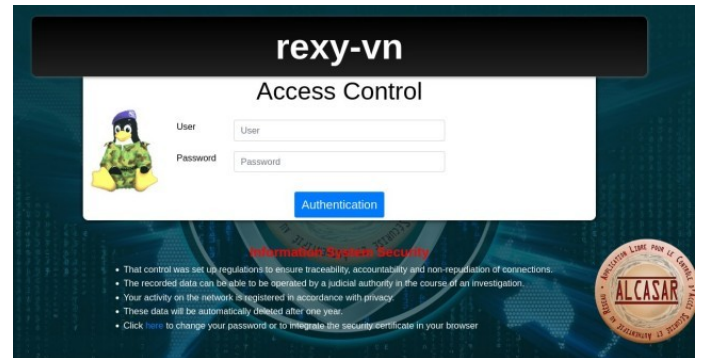 rexy-vn
Access Control
User
User
Password
Password
Authentication
Information System Security
That control was set up regulations to ensure traceability, accountability and non-repudiation of connections.
The recorded data can be able to be operated by a judicial authority in the course of an investigation.
Your activity on the network is registered in accordance with privacy.
These data will be automatically deleted after one year.
Click here to change your password or to integrate the security certificate in your browser
ALCASAR